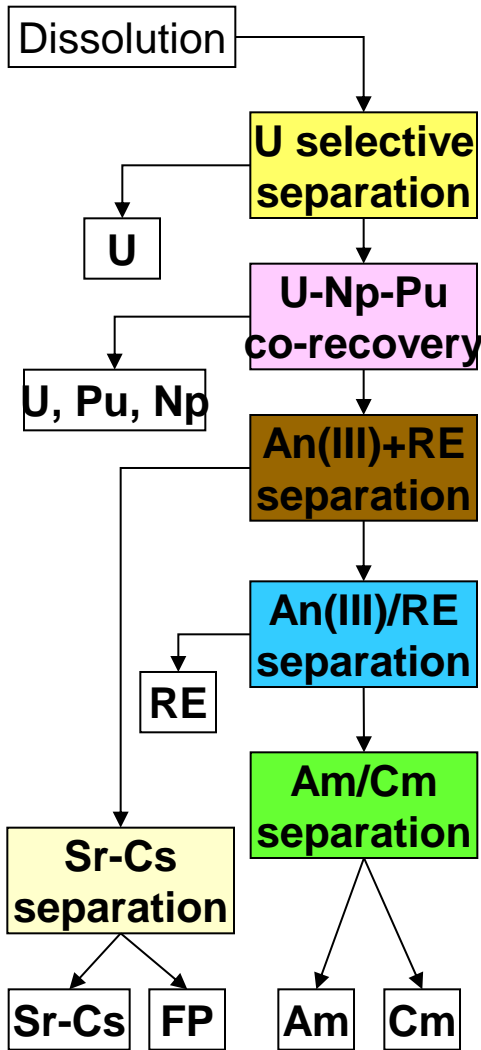 Dissolution
U selective
separation
U
U-Np-Pu
co-recovery
U, Pu, Np
An(III)+RE
separation
An(III)/RE
separation
RE
Am/Cm
separation
Sr-Cs
separation
Sr-Cs
FP
Am
Cm